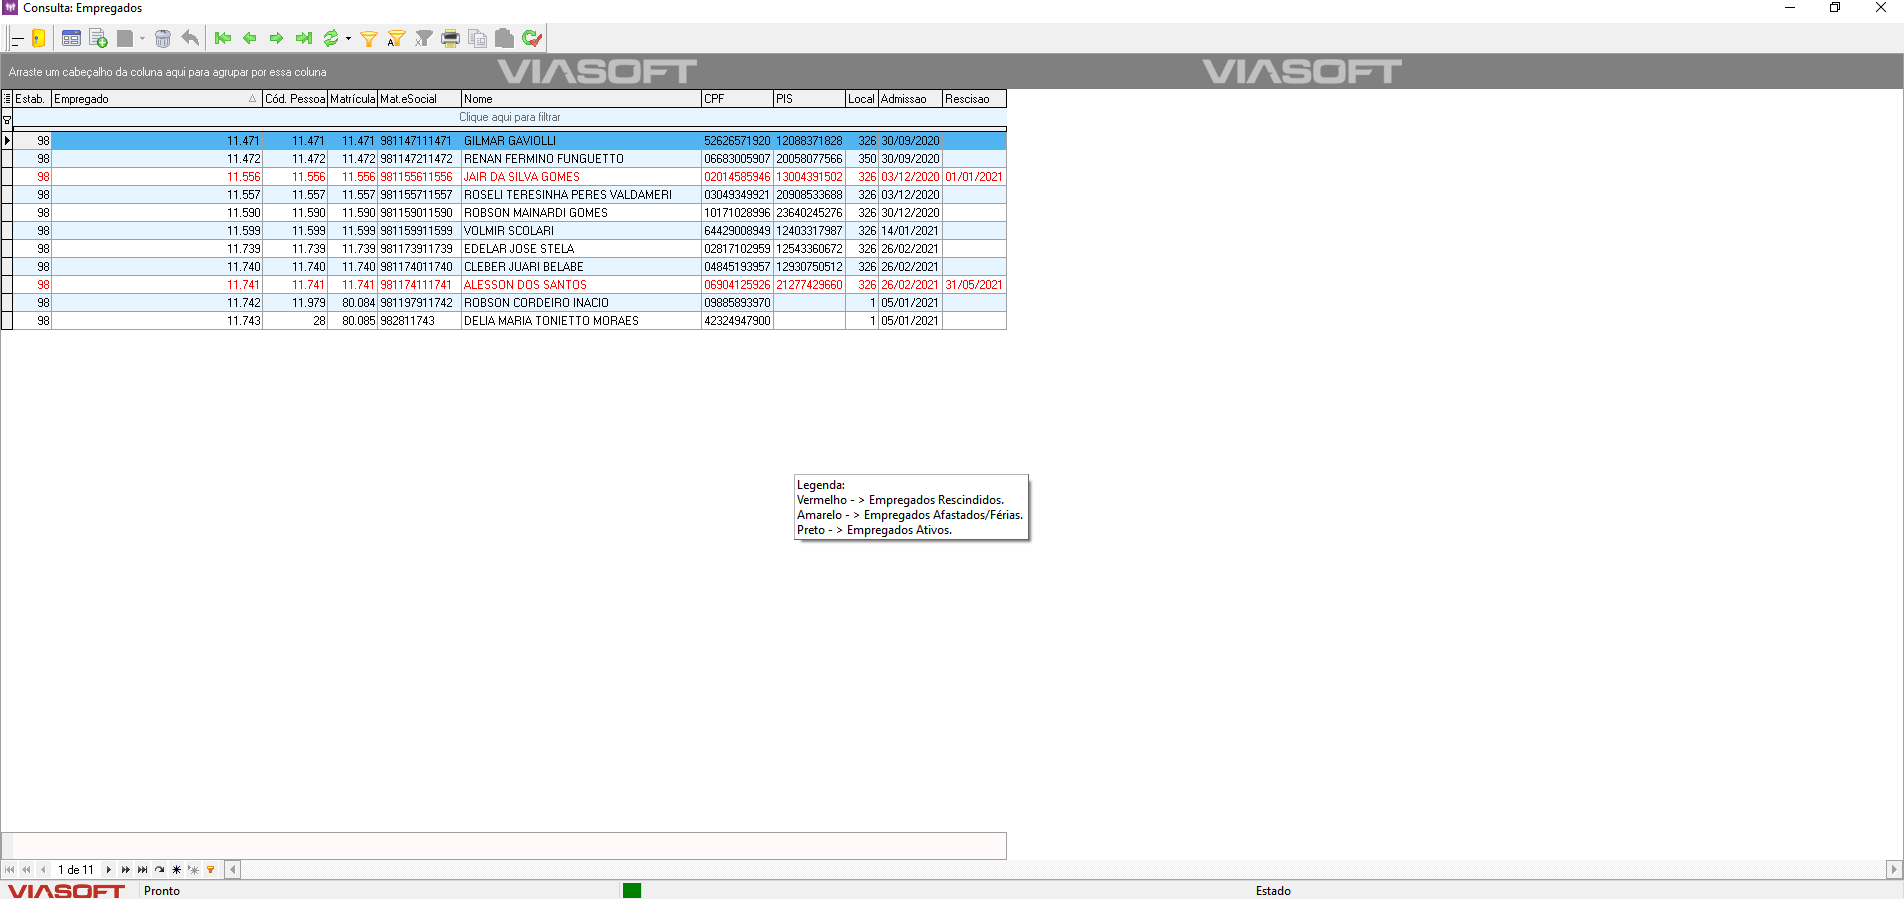 Consulta: Empregados
Arraste um cabeçalho da coluna aqui para agrupar por essa coluna
VIASOFT VIASOFT
Estab. Empregado Cód. Pessoa Matrícula Mat.eSocial Nome CPF PIS Local Admissao Rescisao
Clique aqui para filtrar
98 11.471 11.471 11.471 981147111471 GILMAR GAVIOLLI 52626571920 12088371828 326 30/09/2020
98 11.472 11.472 11.472 981147211472 RENAN FERMINO FUNGUETTO 06683005907 20058077566 350 30/09/2020
98 11.556 11.556 11.556 981155611556 JAIR DA SILVA GOMES 02014585946 13004391502 326 03/12/2020 01/01/2021
98 11.557 11.557 11.557 981155711557 ROSELI TERESINHA PERES VALDAMERI 03049349921 20908533688 326 03/12/2020
98 11.590 11.590 11.590 981159011590 ROBSON MAINARDI GOMES 10171028996 23640245276 326 30/12/2020
98 11.599 11.599 11.599 981159911599 VOLMIR SCOLARI 64429008949 12403317987 326 14/01/2021
98 11.739 11.739 11.739 981173911739 EDELAR JOSE STELA 02817102959 12543360672 326 26/02/2021
98 11.740 11.740 11.740 981174011740 CLEBER JUARI BELABE 04845193957 12930750512 326 26/02/2021
98 11.741 11.741 11.741 981174111741 ALESSON DOS SANTOS 06904125926 21277429660 326 26/02/2021 31/05/2021
98 11.742 11.979 80.084 981197911742 ROBSON CORDEIRO INACIO 09885893970 1 05/01/2021
98 11.743 28 80.085 982811743 DELIA MARIA TONIETTO MORAES 42324947900 1 05/01/2021
Legenda:
Vermelho - > Empregados Rescindidos.
Amarelo - > Empregados Afastados/Férias.
Preto - > Empregados Ativos.
1 de 11
VIASOFT Pronto Estado